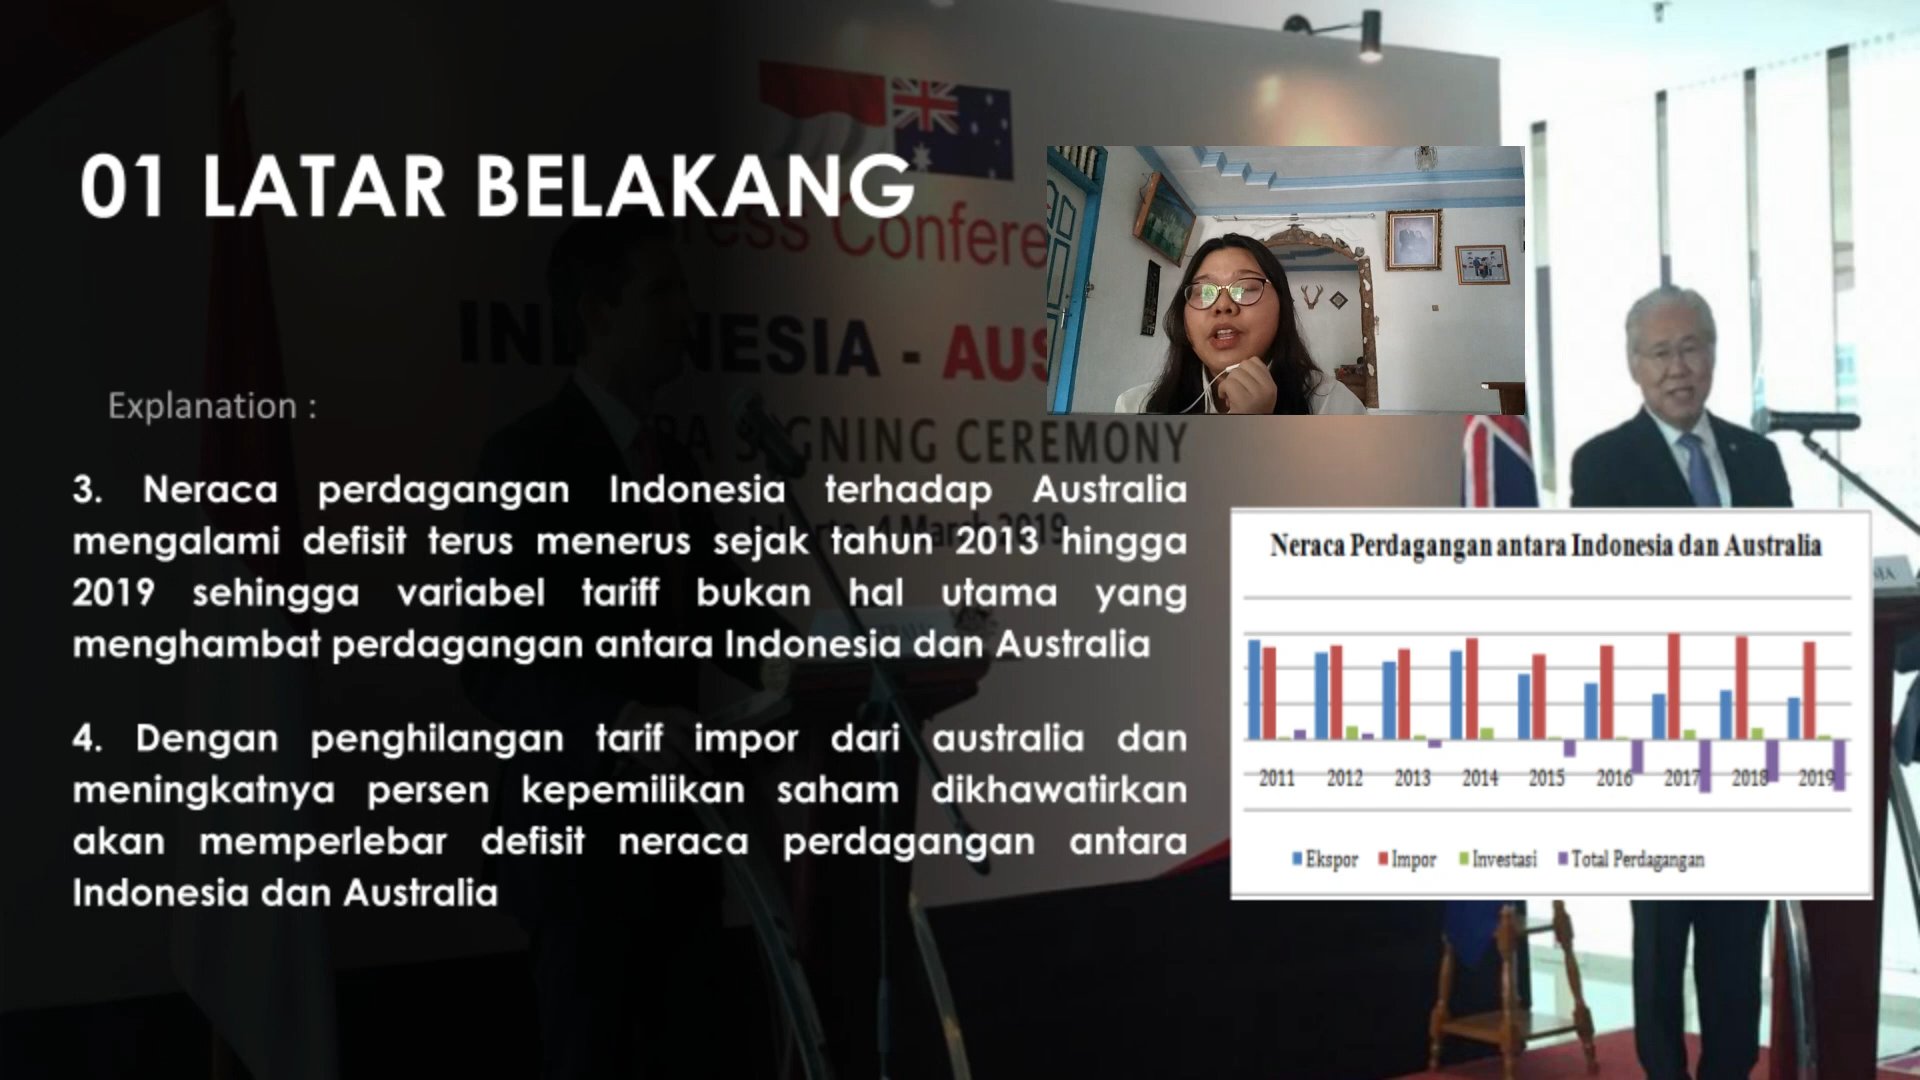 01 LATAR BELAKANG
Press Confere
INDONESIA - AUS
SIGNING CEREMONY
Explanation :
3. Neraca perdagangan Indonesia terhadap Australia
mengalami defisit terus menerus sejak tahun 2013 hingga
2019 sehingga variabel tariff bukan hal utama yang
menghambat perdagangan antara Indonesia dan Australia
4. Dengan penghilangan tarif impor dari australia dan
meningkatnya persen kepemilikan saham dikhawatirkan
akan memperlebar defisit neraca perdagangan antara
Indonesia dan Australia
Neraca Perdagangan antara Indonesia dan Australia
2011 2012 2013 2014 2015 2016 2017 2018 2019
Ekspor Impor Investasi Total Perdagangan